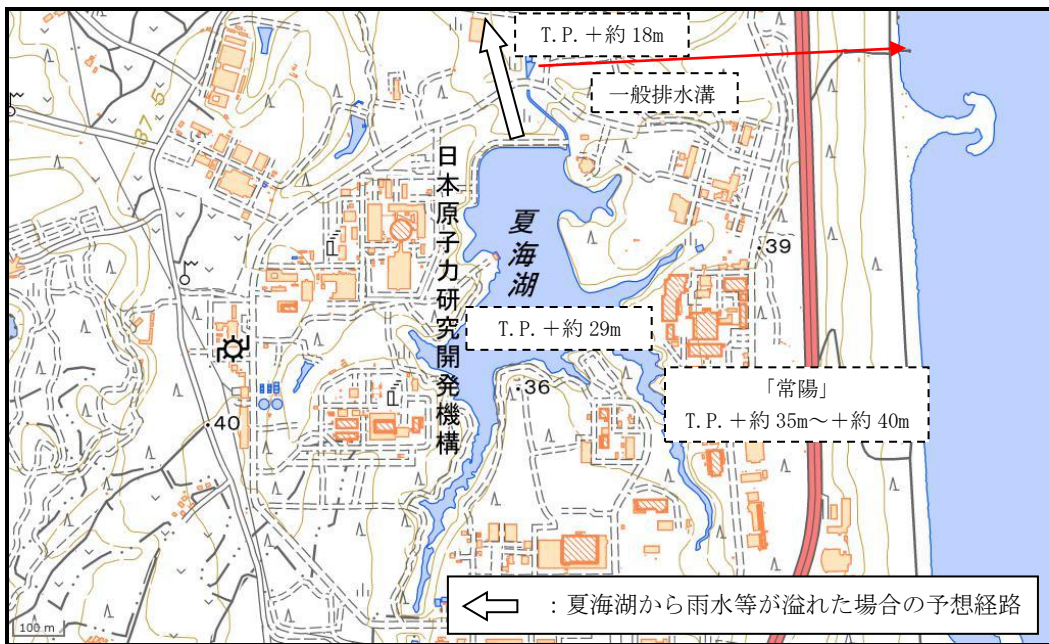 T.P.+約 18m
一般排水溝
37.5
日本原子力研究開発機構
夏海湖
39
T.P.+約 29m
36
「常陽」
T.P.+約 35m～+約 40m
40
：夏海湖から雨水等が溢れた場合の予想経路
100 m